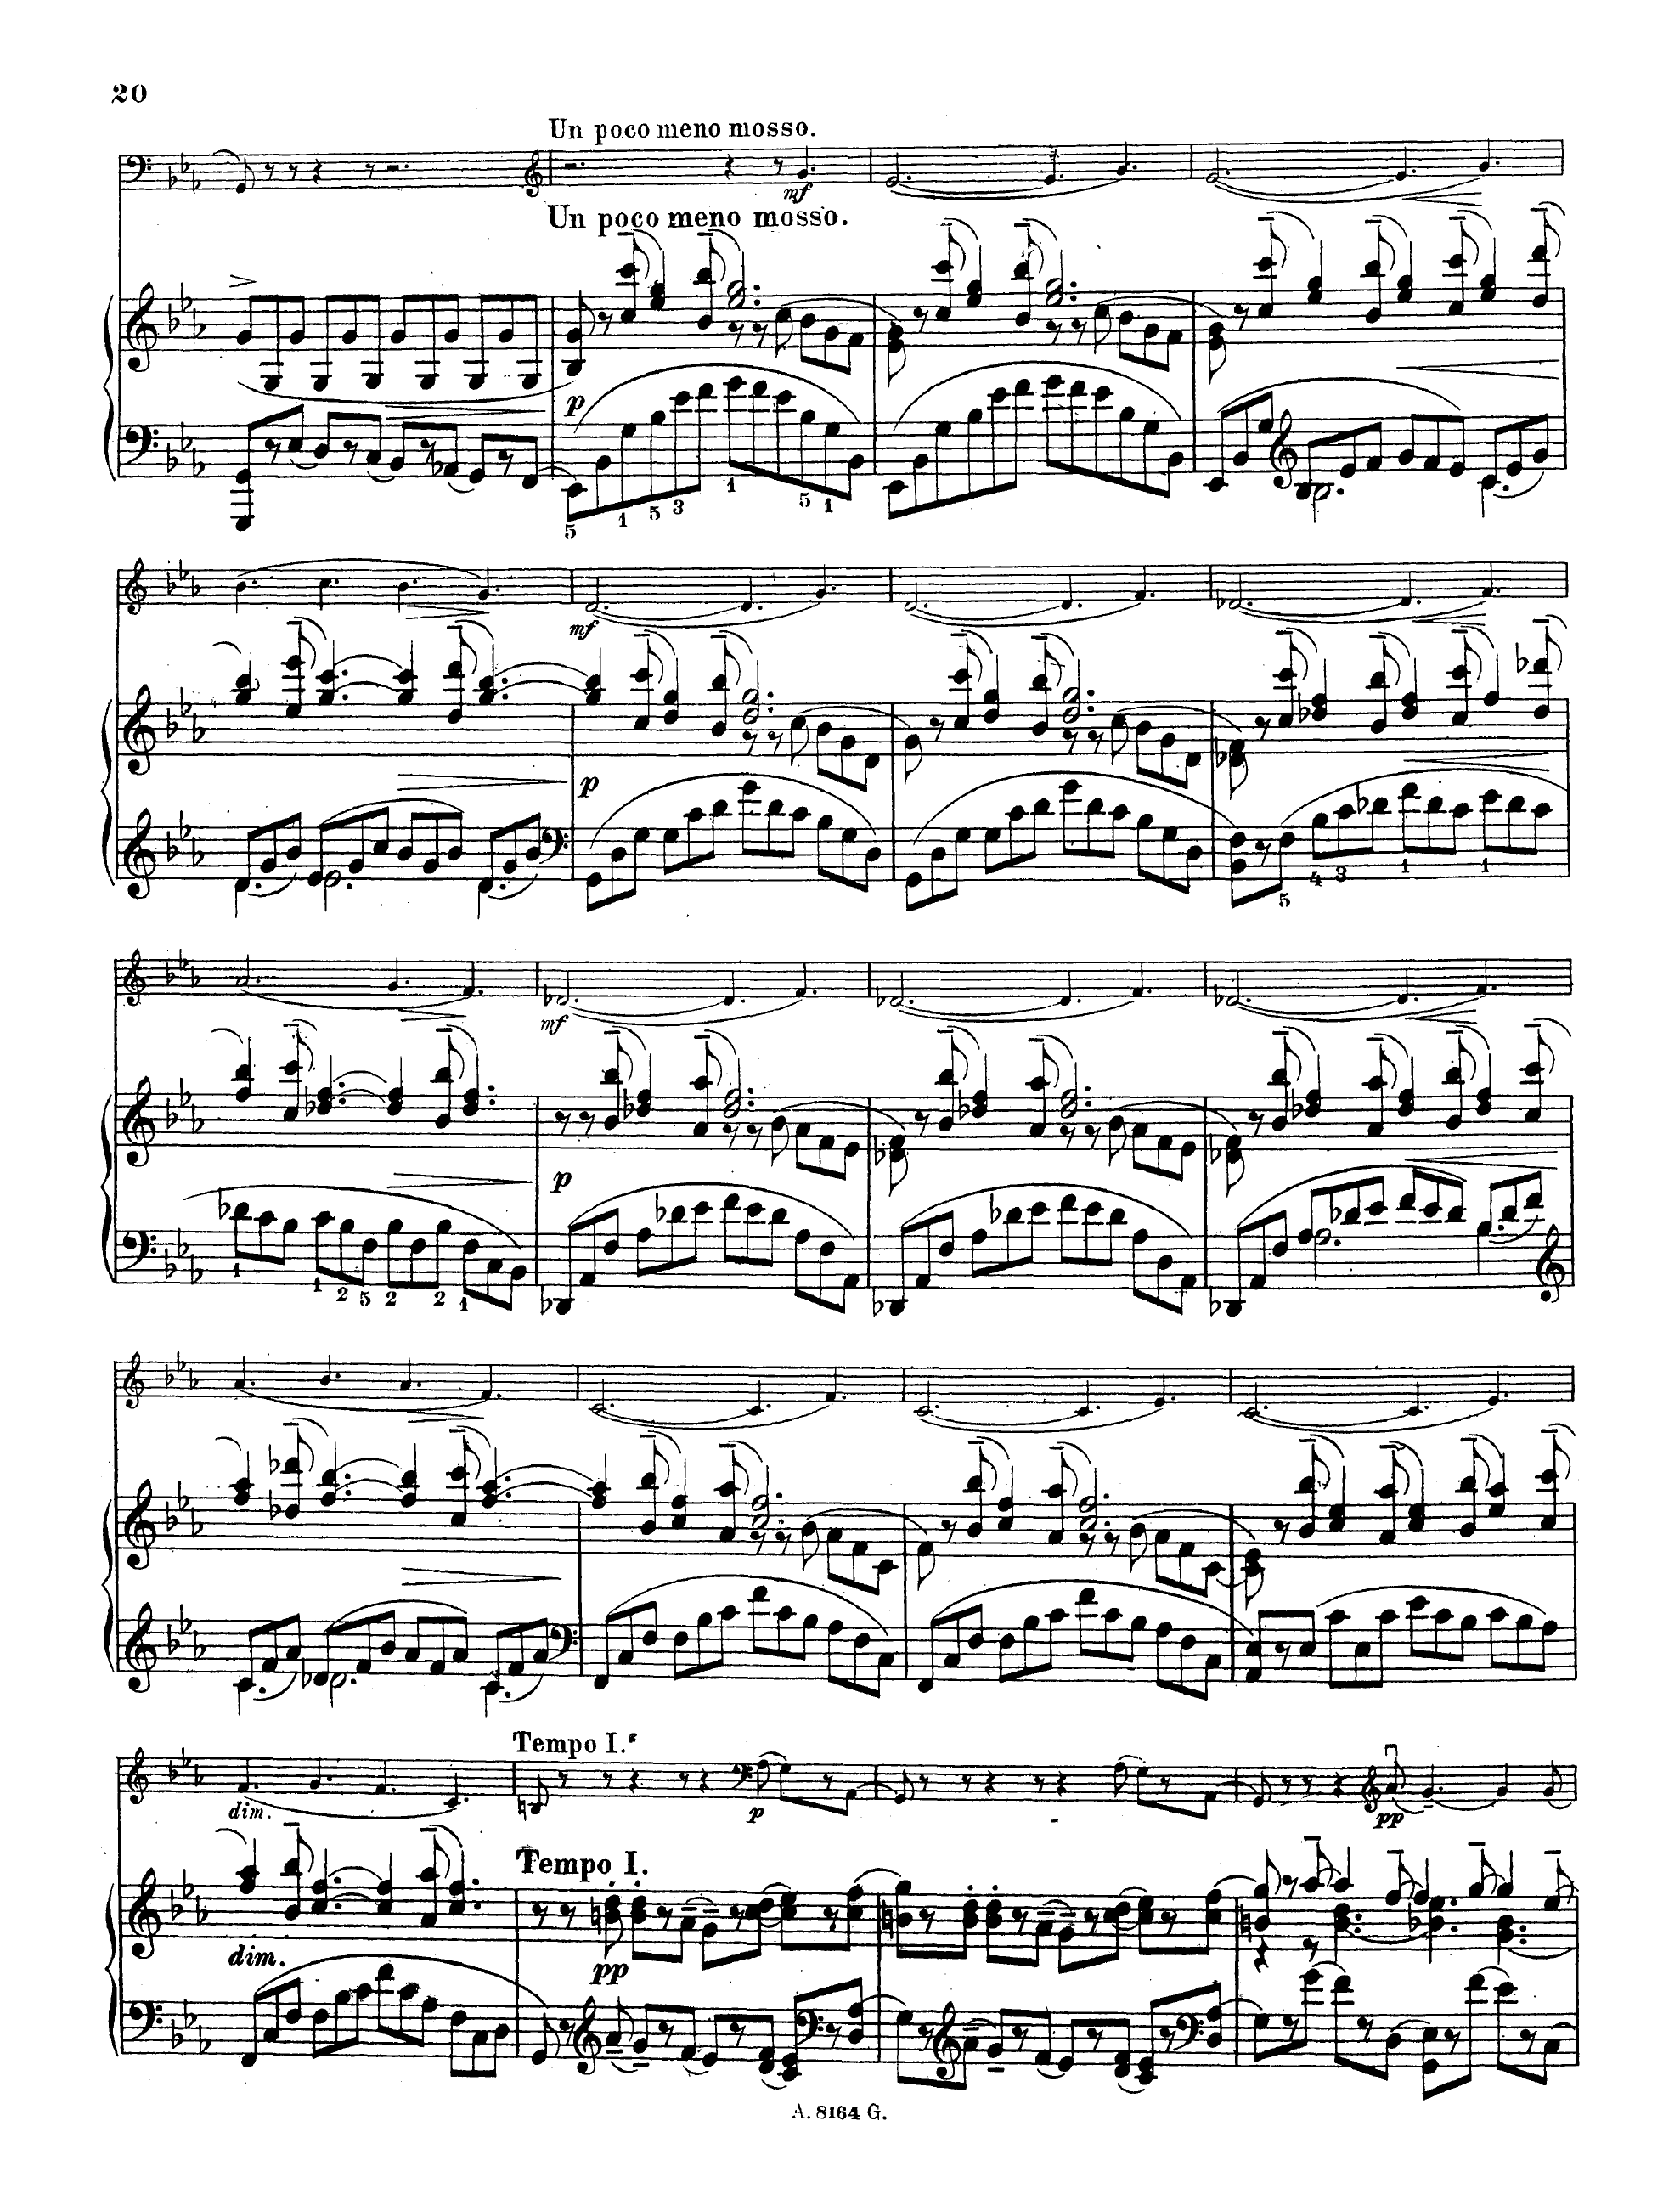 20
Un poco meno mosso.
mf
Un poco meno mosso.
p
5 1 5 3 1 5 1
mf
p
5 4 3 1 1
mf
p
1 1 2 5 2 2 1
Tempo I.
dim.
p
pp
Tempo I.
dim.
pp
A. 8164 G.